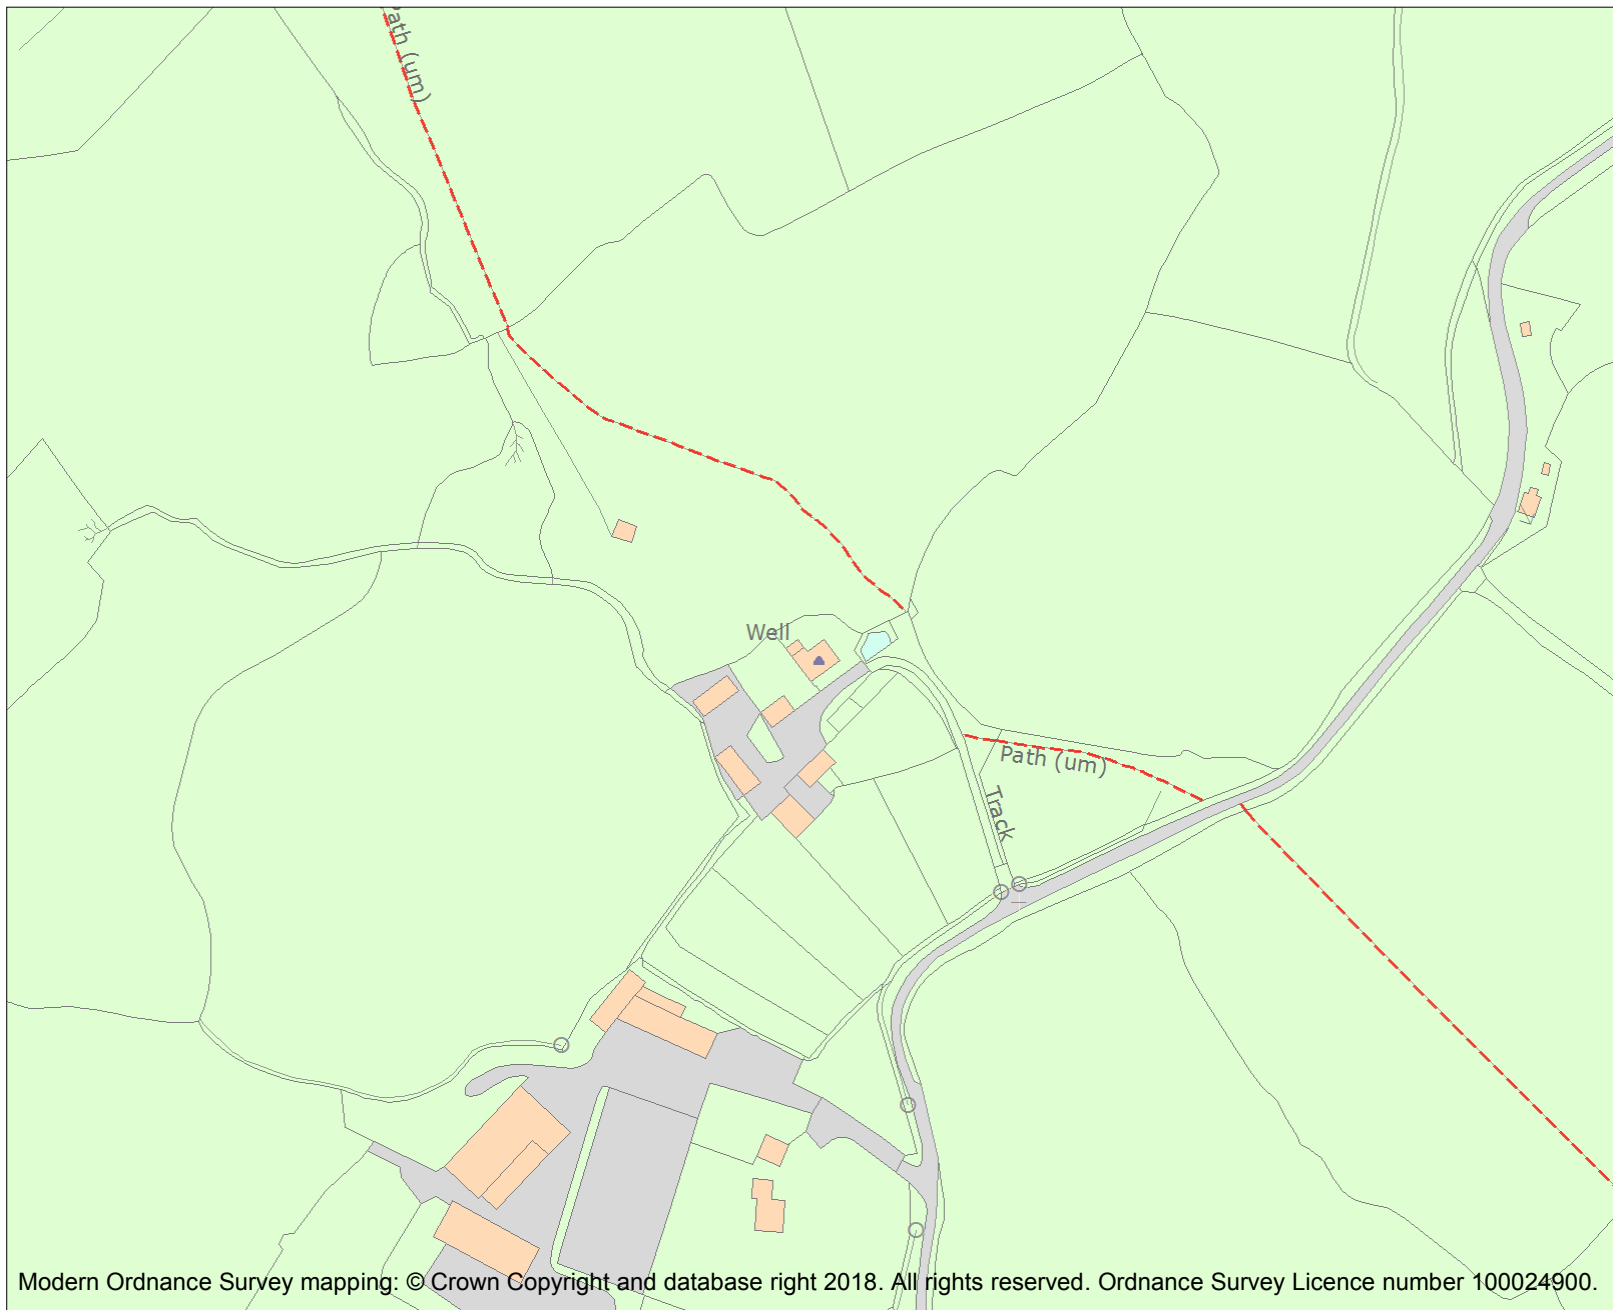 Path (um)
Well
Path (um)
Track
Modern Ordnance Survey mapping: © Crown Copyright and database right 2018. All rights reserved. Ordnance Survey Licence number 100024900.